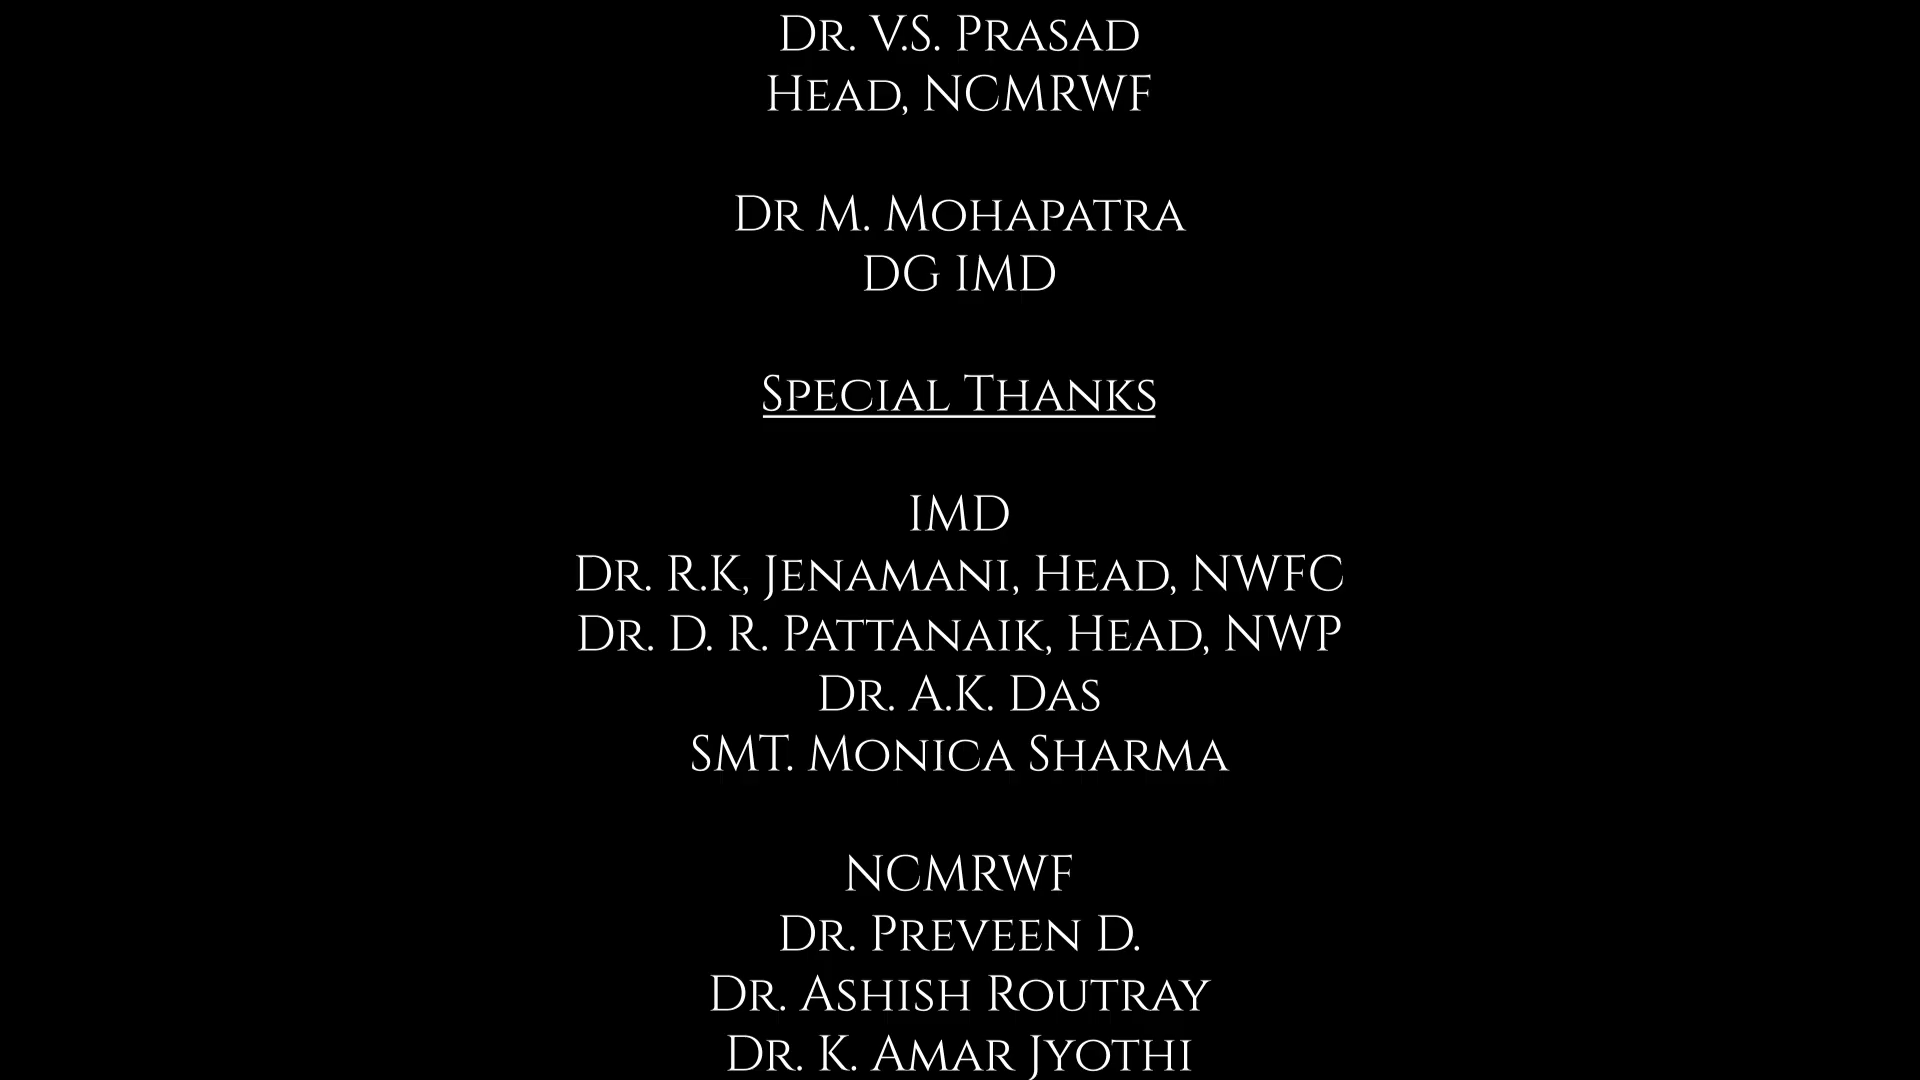 Dr. V.S. Prasad
Head, NCMRWF
Dr M. Mohapatra
DG IMD
Special Thanks
IMD
Dr. R.K, Jenamani, Head, NWFC
Dr. D. R. Pattanaik, Head, NWP
Dr. A.K. Das
SMT. Monica Sharma
NCMRWF
Dr. Preveen D.
Dr. Ashish Routray
Dr. K. Amar Jyothi